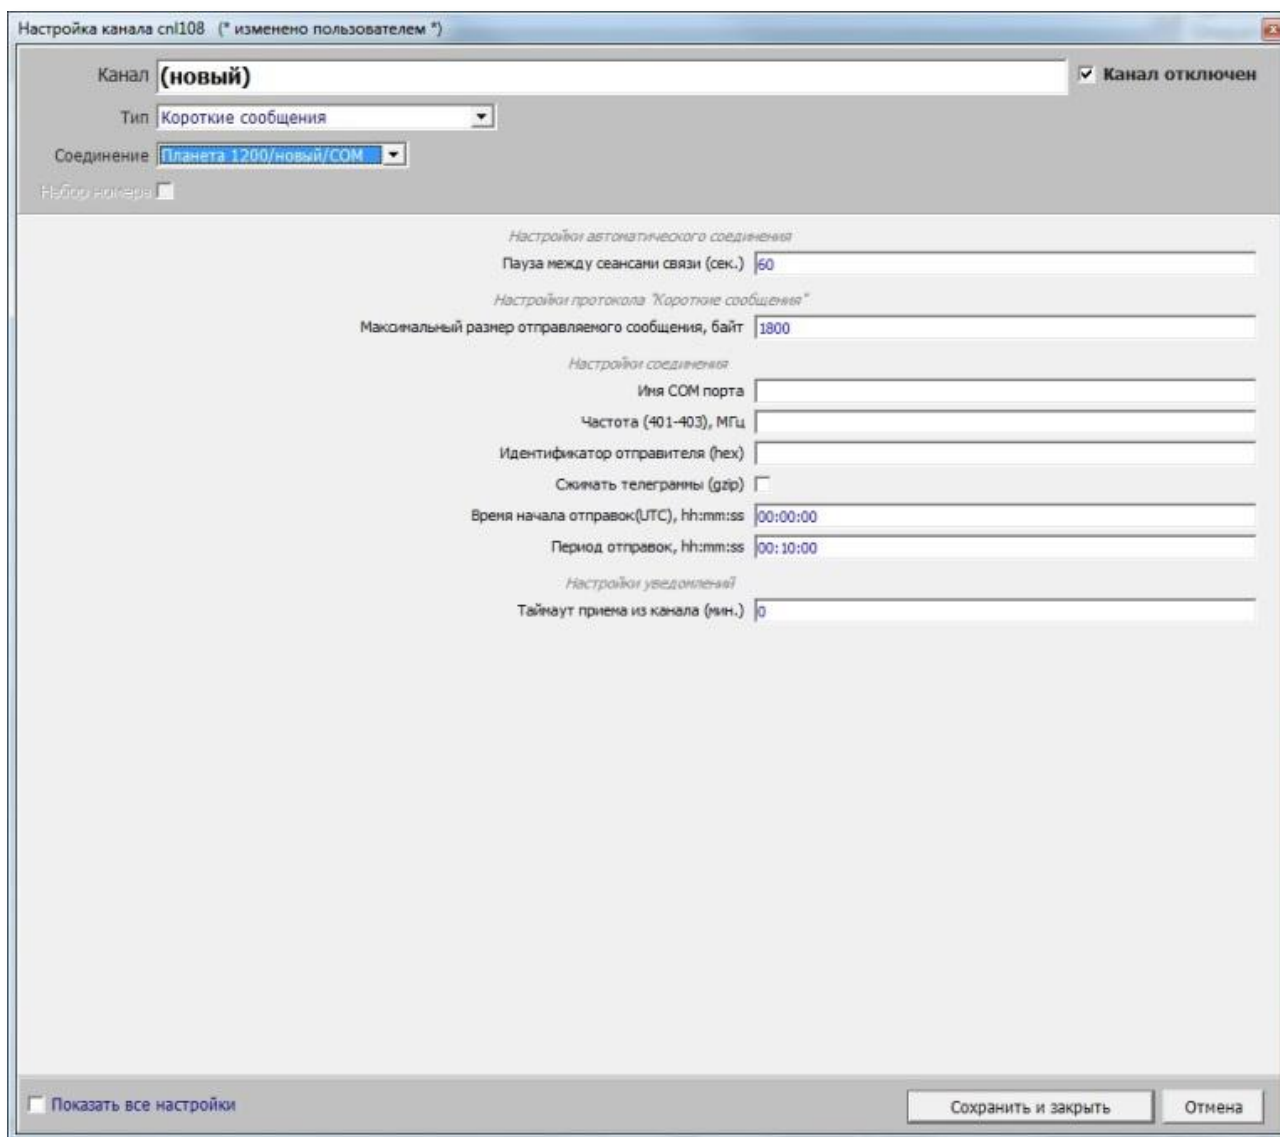 Настройка канала cnl108 (* изменено пользователем *)
Канал (новый) Канал отключен
Тип Короткие сообщения
Соединение Планета 1200/новый/COM
Набор номера
Настройки автоматического соединения
Пауза между сеансами связи (сек.) 60
Настройки протокола "Короткие сообщения"
Максимальный размер отправляемого сообщения, байт 1800
Настройки соединения
Имя COM порта
Частота (401-403), МГц
Идентификатор отправителя (hex)
Сжимать телеграммы (gzip)
Время начала отправок(UTC), hh:mm:ss 00:00:00
Период отправок, hh:mm:ss 00:10:00
Настройки уведомлений
Таймаут приема из канала (мин.) 0
Показать все настройки Сохранить и закрыть Отмена